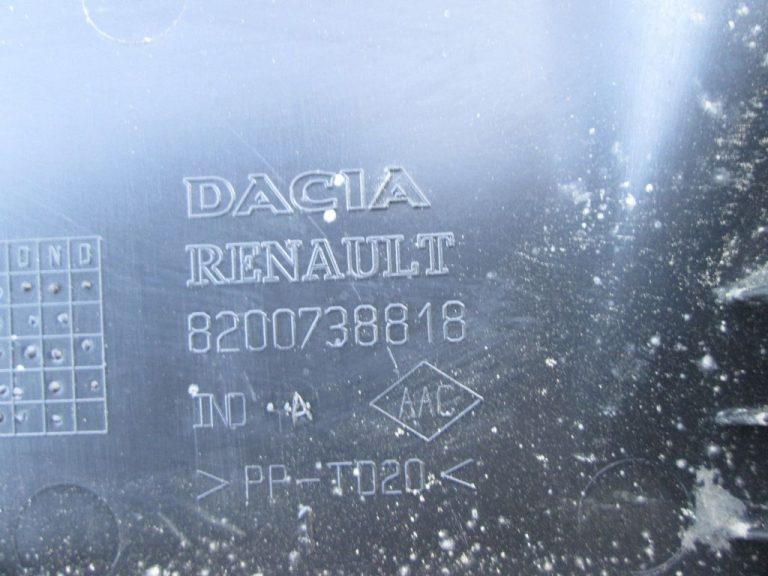 DACIA
RENAULT
8200738818
IND A
AAC
>PP-TD20<
O N D